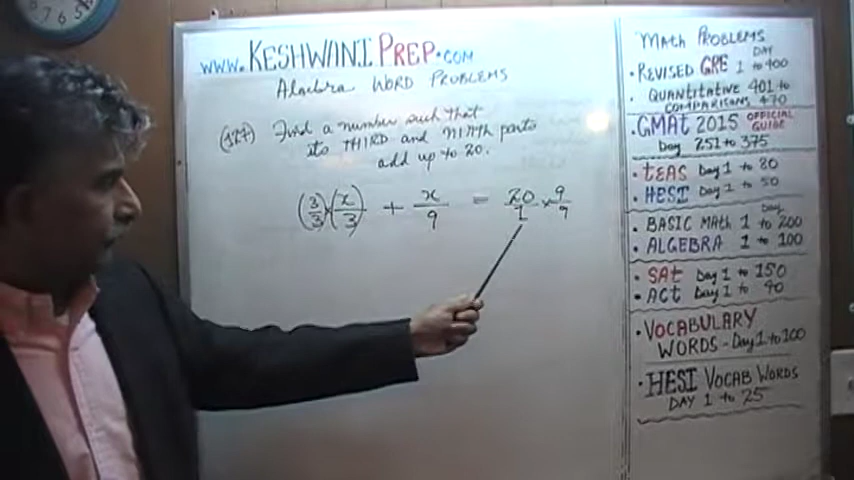 www.KESHWANIPREP.COM
Algebra WORD PROBLEMS
Find a number such that
its THIRD and NINTH parts
add up to 20.
(3/3)×(x/3) + x/9 = 20/1 × 9/9
MATH PROBLEMS
DAY
• REVISED GRE 1 to 400
• QUANTITATIVE 401 to
COMPARISONS 470
• GMAT 2015 OFFICIAL GUIDE
Day 251 to 375
• TEAS Day 1 to 80
• HESI Day 1 to 50
Day
• BASIC MATH 1 to 200
• ALGEBRA 1 to 100
• SAT Day 1 to 150
• ACT Day 1 to 90
• VOCABULARY
WORDS - Day 1 to 100
• HESI VOCAB WORDS
DAY 1 to 25